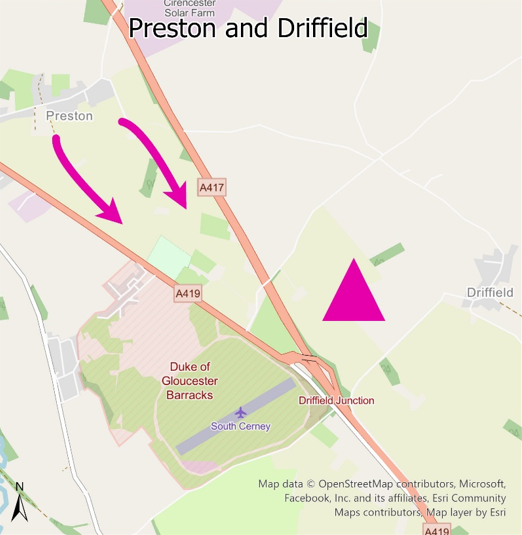 Cirencester
Solar Farm
Preston and Driffield
Preston
A417
A419
Driffield
Duke of
Gloucester
Barracks
Driffield Junction
South Cerney
N
Map data © OpenStreetMap contributors, Microsoft,
Facebook, Inc. and its affiliates, Esri Community
Maps contributors, Map layer by Esri
A419